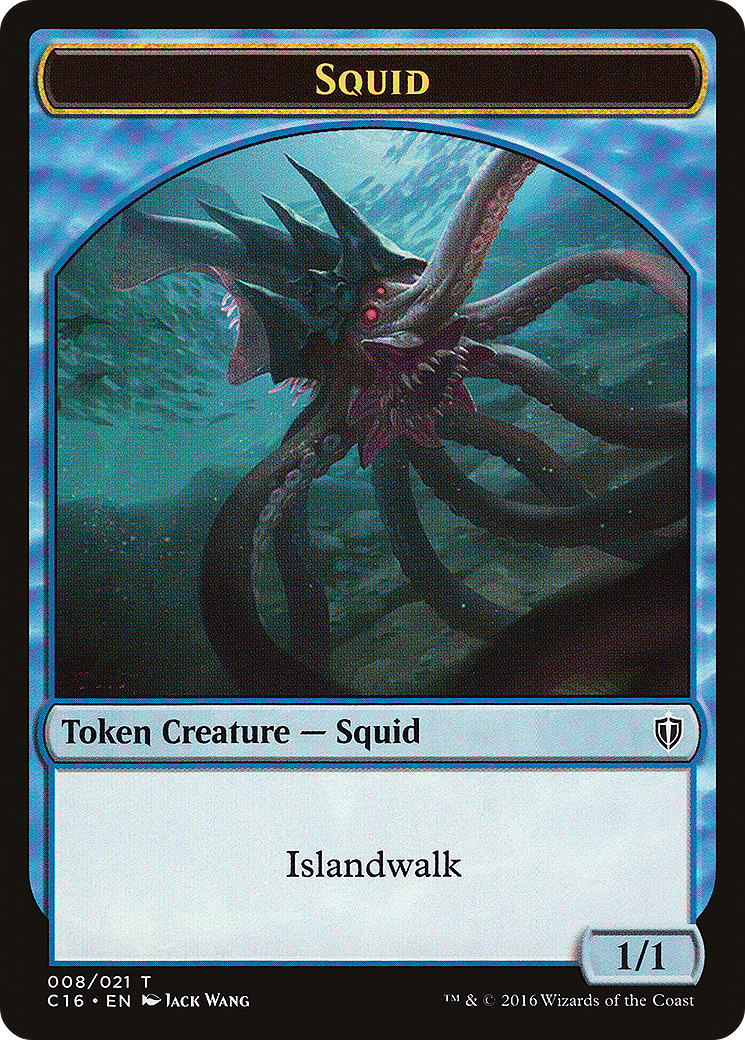 Squid
Token Creature — Squid
Islandwalk
1/1
008/021 T
C16 • EN Jack Wang
™ & © 2016 Wizards of the Coast